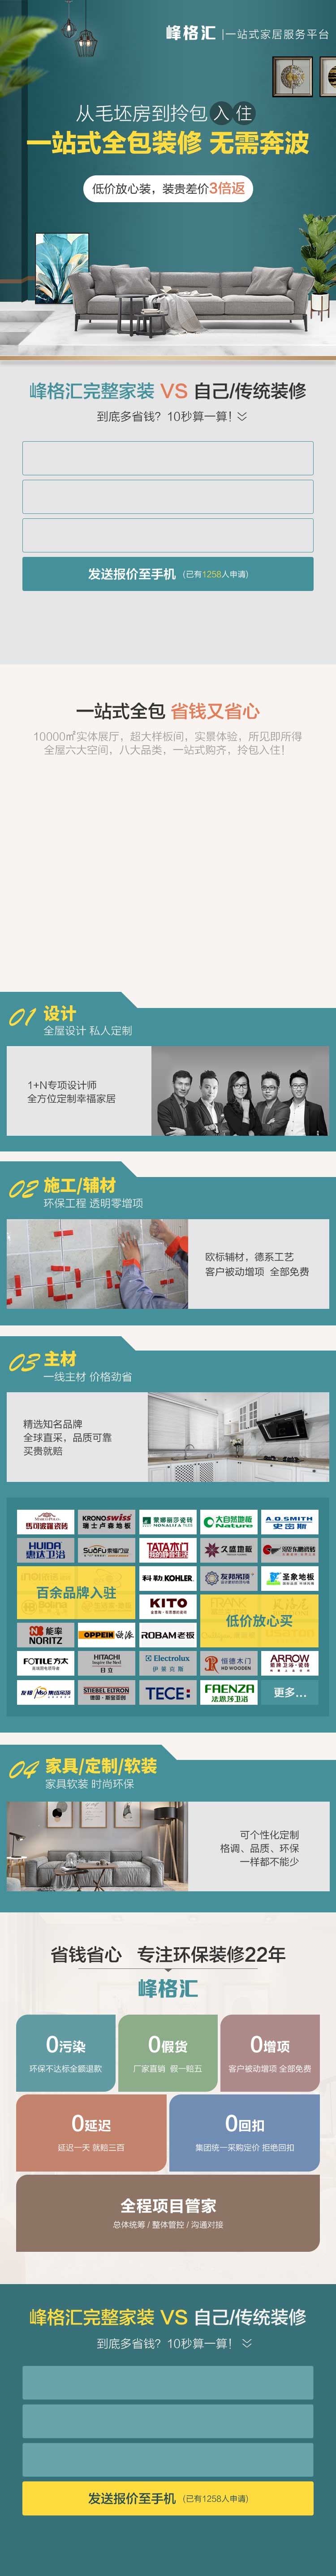 峰格汇 |一站式家居服务平台
从毛坯房到拎包入住
一站式全包装修 无需奔波
低价放心装，装贵差价3倍返
峰格汇完整家装 VS 自己/传统装修
到底多省钱？10秒算一算！
发送报价至手机 (已有1258人申请)
一站式全包 省钱又省心
10000㎡实体展厅，超大样板间，实景体验，所见即所得
全屋六大空间，八大品类，一站式购齐，拎包入住！
01 设计
全屋设计 私人定制
1+N专项设计师
全方位定制幸福家居
02 施工/辅材
环保工程 透明零增项
欧标辅材，德系工艺
客户被动增项 全部免费
03 主材
一线主材 价格劲省
精选知名品牌
全球直采，品质可靠
买贵就赔
MARCO POLO 马可波罗瓷砖
KRONOSWISS 瑞士卢森地板
蒙娜丽莎瓷砖 MONALISA TILES
大自然地板 Nature
A.O.SMITH 史密斯
HUIDA 惠达卫浴
SUOFU 索福门业
TATA木门
久盛地板
东鹏瓷砖
百余品牌入驻
科勒 KOHLER.
友邦吊顶
圣象地板
KITO
低价放心买
能率 NORITZ
OPPEIN 欧派
ROBAM老板
FOTILE方太
HITACHI
Inspire the Next
日立
Electrolux
伊莱克斯
恒德木门 HD WOODEN
ARROW
箭牌卫浴·瓷砖
友邦 MSO 集成吊顶
STIEBEL ELTRON
德国·斯宝亚创
TECE:
FAENZA
法恩莎卫浴
更多...
04 家具/定制/软装
家具软装 时尚环保
可个性化定制
格调、品质、环保
一样都不能少
省钱省心 专注环保装修22年
峰格汇
0污染
环保不达标全额退款
0假货
厂家直销 假一赔五
0增项
客户被动增项 全部免费
0延迟
延迟一天 就赔三百
0回扣
集团统一采购定价 拒绝回扣
全程项目管家
总体统筹 / 整体管控 / 沟通对接
峰格汇完整家装 VS 自己/传统装修
到底多省钱？10秒算一算！
发送报价至手机 (已有1258人申请)